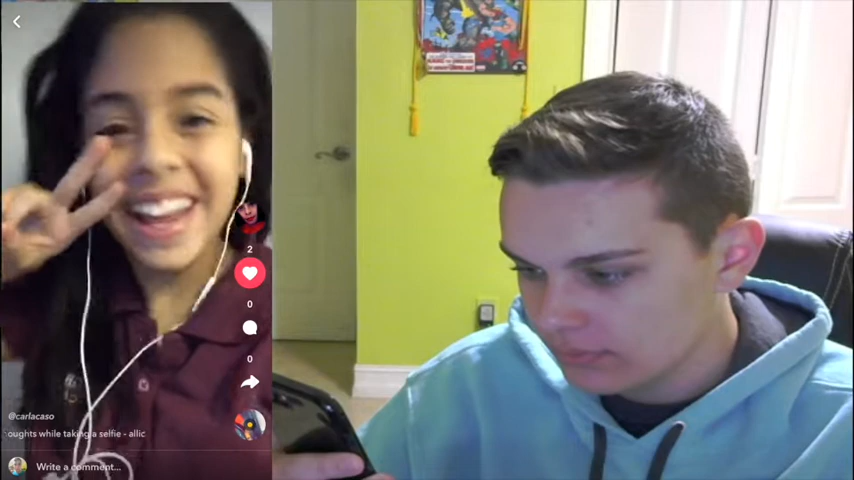 2
0
0
@carlacaso
oughts while taking a selfie - allic
Write a comment...